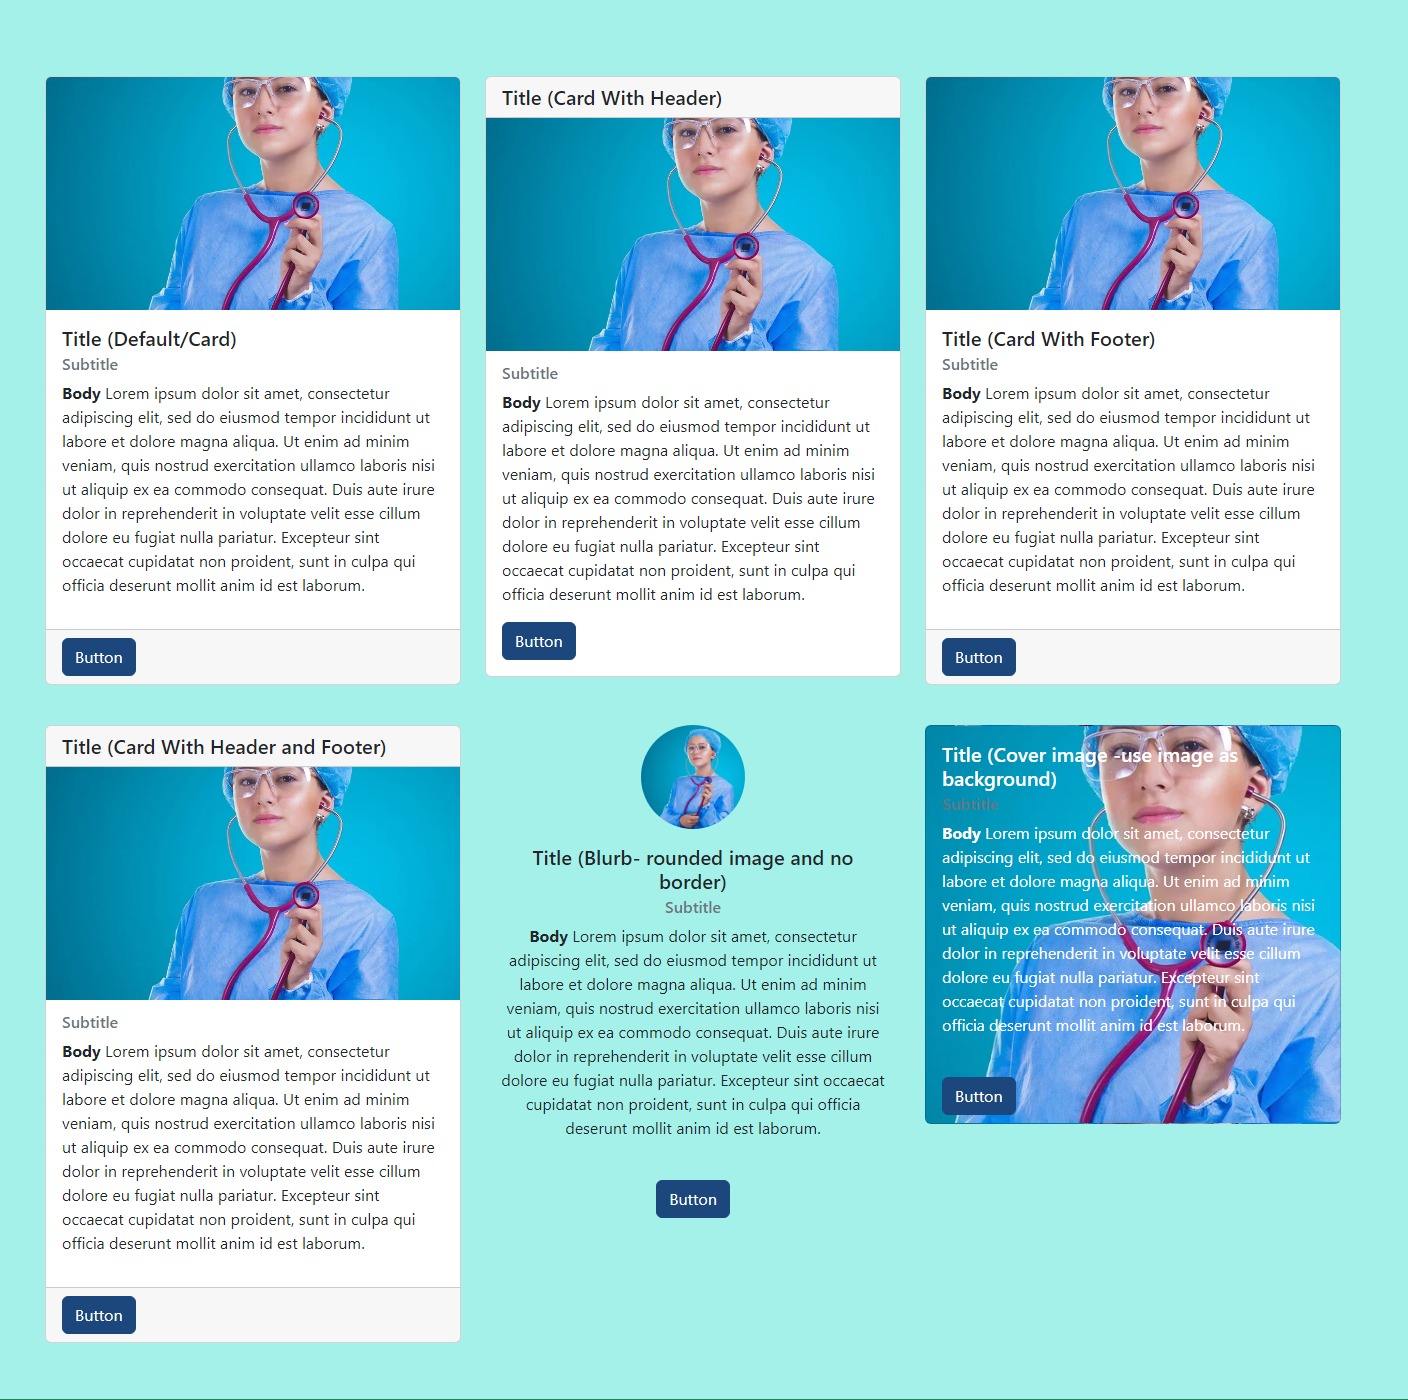 Title (Default/Card)
Subtitle
Body Lorem ipsum dolor sit amet, consectetur
adipiscing elit, sed do eiusmod tempor incididunt ut
labore et dolore magna aliqua. Ut enim ad minim
veniam, quis nostrud exercitation ullamco laboris nisi
ut aliquip ex ea commodo consequat. Duis aute irure
dolor in reprehenderit in voluptate velit esse cillum
dolore eu fugiat nulla pariatur. Excepteur sint
occaecat cupidatat non proident, sunt in culpa qui
officia deserunt mollit anim id est laborum.
Button
Title (Card With Header)
Subtitle
Body Lorem ipsum dolor sit amet, consectetur
adipiscing elit, sed do eiusmod tempor incididunt ut
labore et dolore magna aliqua. Ut enim ad minim
veniam, quis nostrud exercitation ullamco laboris nisi
ut aliquip ex ea commodo consequat. Duis aute irure
dolor in reprehenderit in voluptate velit esse cillum
dolore eu fugiat nulla pariatur. Excepteur sint
occaecat cupidatat non proident, sunt in culpa qui
officia deserunt mollit anim id est laborum.
Button
Title (Card With Footer)
Subtitle
Body Lorem ipsum dolor sit amet, consectetur
adipiscing elit, sed do eiusmod tempor incididunt ut
labore et dolore magna aliqua. Ut enim ad minim
veniam, quis nostrud exercitation ullamco laboris nisi
ut aliquip ex ea commodo consequat. Duis aute irure
dolor in reprehenderit in voluptate velit esse cillum
dolore eu fugiat nulla pariatur. Excepteur sint
occaecat cupidatat non proident, sunt in culpa qui
officia deserunt mollit anim id est laborum.
Button
Title (Card With Header and Footer)
Subtitle
Body Lorem ipsum dolor sit amet, consectetur
adipiscing elit, sed do eiusmod tempor incididunt ut
labore et dolore magna aliqua. Ut enim ad minim
veniam, quis nostrud exercitation ullamco laboris nisi
ut aliquip ex ea commodo consequat. Duis aute irure
dolor in reprehenderit in voluptate velit esse cillum
dolore eu fugiat nulla pariatur. Excepteur sint
occaecat cupidatat non proident, sunt in culpa qui
officia deserunt mollit anim id est laborum.
Button
Title (Blurb- rounded image and no
border)
Subtitle
Body Lorem ipsum dolor sit amet, consectetur
adipiscing elit, sed do eiusmod tempor incididunt ut
labore et dolore magna aliqua. Ut enim ad minim
veniam, quis nostrud exercitation ullamco laboris nisi
ut aliquip ex ea commodo consequat. Duis aute irure
dolor in reprehenderit in voluptate velit esse cillum
dolore eu fugiat nulla pariatur. Excepteur sint occaecat
cupidatat non proident, sunt in culpa qui officia
deserunt mollit anim id est laborum.
Button
Title (Cover image -use image as
background)
Subtitle
Body Lorem ipsum dolor sit amet, consectetur
adipiscing elit, sed do eiusmod tempor incididunt ut
labore et dolore magna aliqua. Ut enim ad minim
veniam, quis nostrud exercitation ullamco laboris nisi
ut aliquip ex ea commodo consequat. Duis aute irure
dolor in reprehenderit in voluptate velit esse cillum
dolore eu fugiat nulla pariatur. Excepteur sint
occaecat cupidatat non proident, sunt in culpa qui
officia deserunt mollit anim id est laborum.
Button